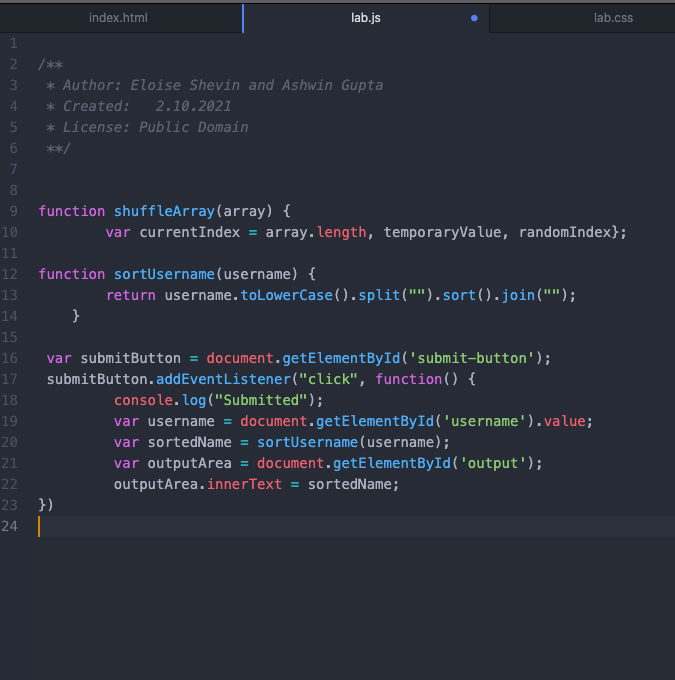 index.html lab.js lab.css
1
2 /**
3  * Author: Eloise Shevin and Ashwin Gupta
4  * Created:   2.10.2021
5  * License: Public Domain
6  **/
7
8
9 function shuffleArray(array) {
10         var currentIndex = array.length, temporaryValue, randomIndex};
11
12 function sortUsername(username) {
13         return username.toLowerCase().split("").sort().join("");
14     }
15
16  var submitButton = document.getElementById('submit-button');
17  submitButton.addEventListener("click", function() {
18          console.log("Submitted");
19          var username = document.getElementById('username').value;
20          var sortedName = sortUsername(username);
21          var outputArea = document.getElementById('output');
22          outputArea.innerText = sortedName;
23 })
24